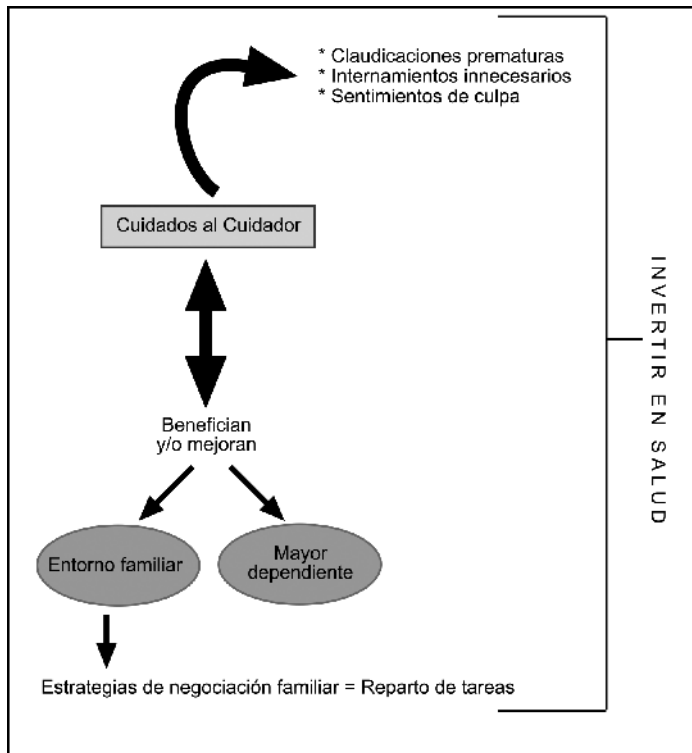 * Claudicaciones prematuras
* Internamientos innecesarios
* Sentimientos de culpa
Cuidados al Cuidador
Benefician
y/o mejoran
Entorno familiar
Mayor
dependiente
Estrategias de negociación familiar = Reparto de tareas
INVERTIR EN SALUD